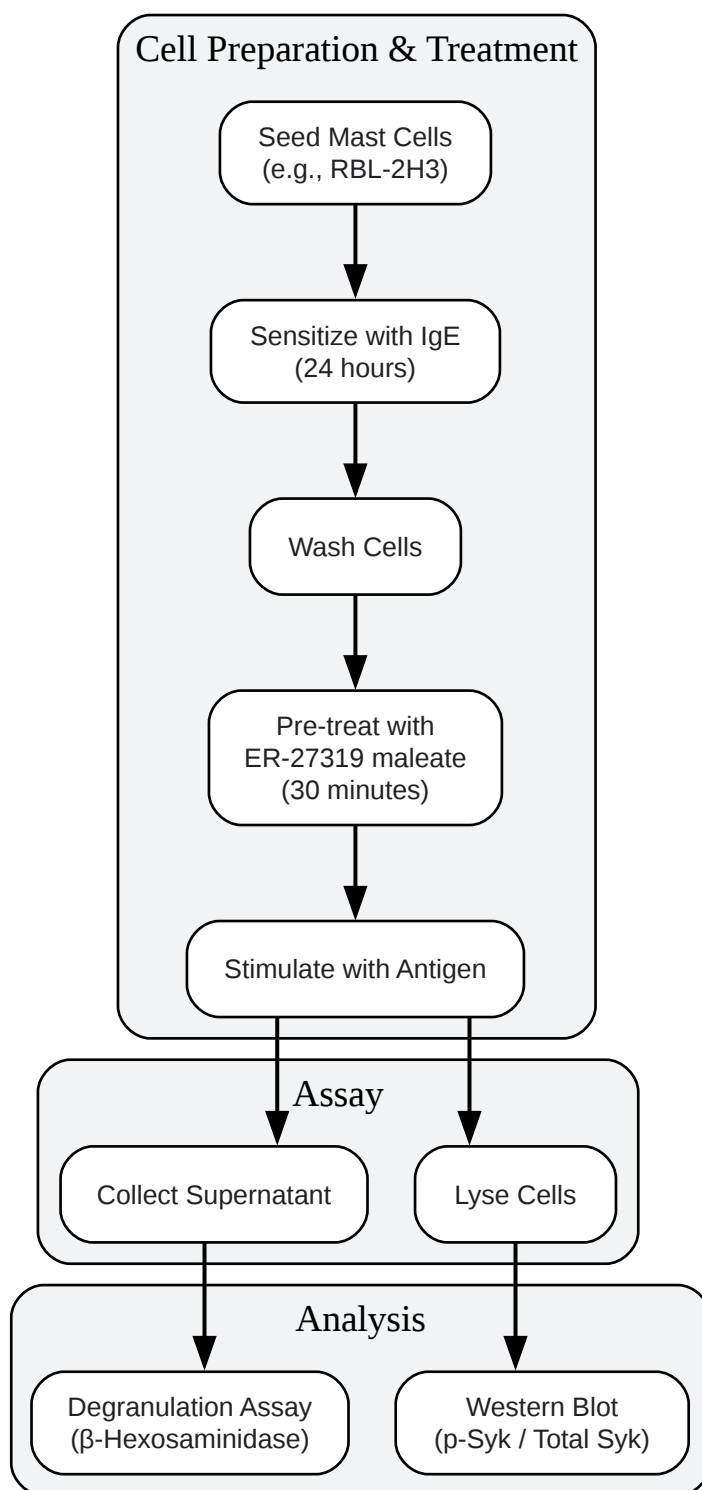 Cell Preparation & Treatment
Seed Mast Cells
(e.g., RBL-2H3)
Sensitize with IgE
(24 hours)
Wash Cells
Pre-treat with
ER-27319 maleate
(30 minutes)
Stimulate with Antigen
Assay
Collect Supernatant
Lyse Cells
Analysis
Degranulation Assay
(β-Hexosaminidase)
Western Blot
(p-Syk / Total Syk)